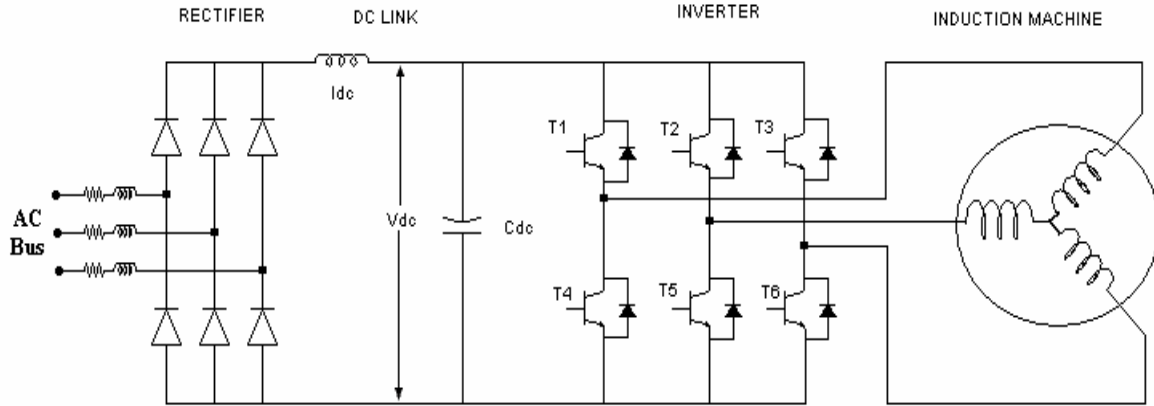 RECTIFIER
DC LINK
INVERTER
INDUCTION MACHINE
Idc
T1
T2
T3
AC
Bus
Vdc
Cdc
T4
T5
T6